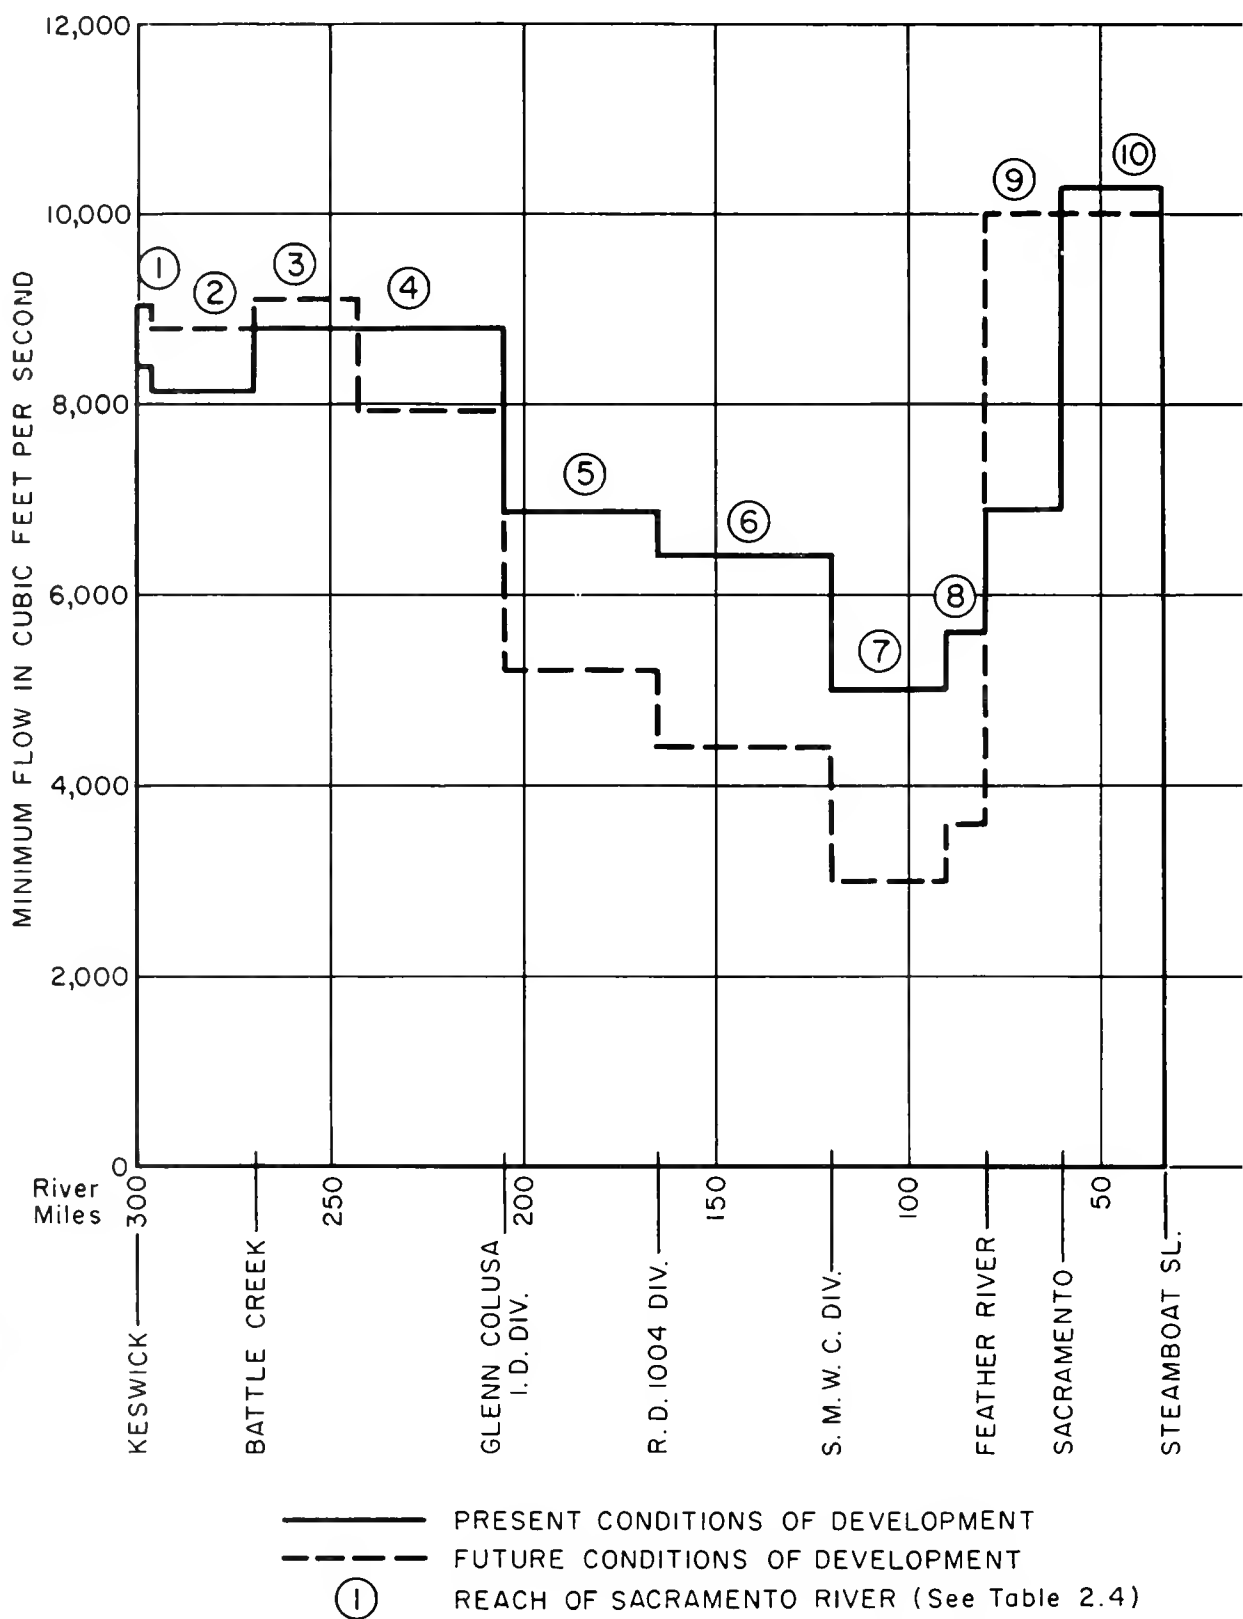 12,000
10,000
8,000
6,000
4,000
2,000
0
MINIMUM FLOW IN CUBIC FEET PER SECOND
1
2
3
4
5
6
7
8
9
10
River
Miles
300
250
200
150
100
50
KESWICK
BATTLE CREEK
GLENN COLUSA
I.D. DIV.
R.D. 1004 DIV.
S. M. W. C. DIV.
FEATHER RIVER
SACRAMENTO
STEAMBOAT SL.
PRESENT CONDITIONS OF DEVELOPMENT
FUTURE CONDITIONS OF DEVELOPMENT
1 REACH OF SACRAMENTO RIVER (See Table 2.4)